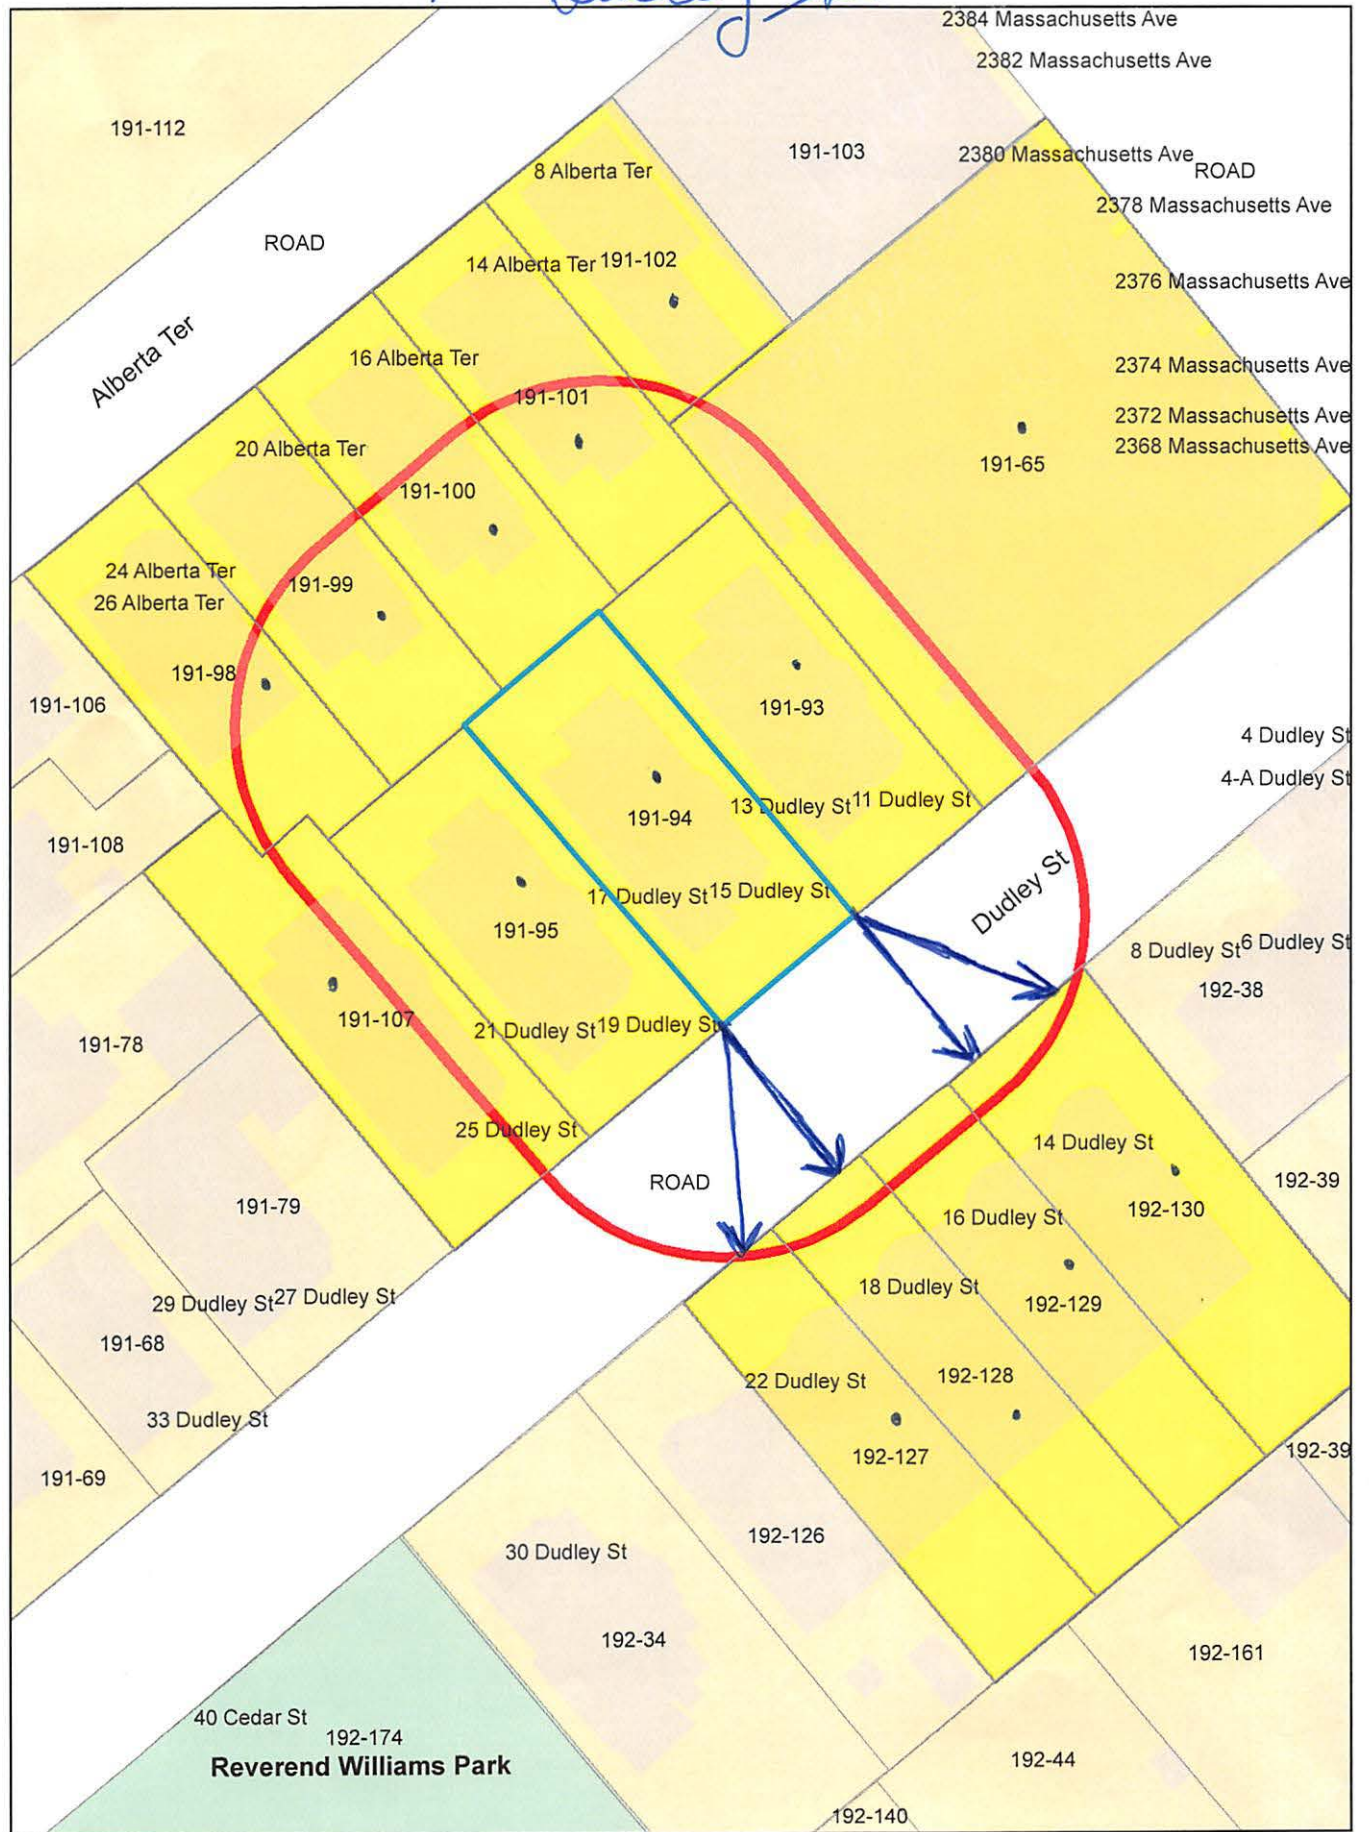 2384 Massachusetts Ave
2382 Massachusetts Ave
191-112
191-103
2380 Massachusetts Ave
ROAD
8 Alberta Ter
2378 Massachusetts Ave
ROAD
14 Alberta Ter
191-102
2376 Massachusetts Ave
Alberta Ter
16 Alberta Ter
2374 Massachusetts Ave
191-101
2372 Massachusetts Ave
20 Alberta Ter
2368 Massachusetts Ave
191-65
191-100
24 Alberta Ter
191-99
26 Alberta Ter
191-98
191-106
191-93
4 Dudley St
4-A Dudley St
13 Dudley St
11 Dudley St
191-94
191-108
17 Dudley St
15 Dudley St
Dudley St
191-95
8 Dudley St
6 Dudley St
192-38
191-107
21 Dudley St
19 Dudley St
191-78
25 Dudley St
14 Dudley St
ROAD
192-39
191-79
192-130
16 Dudley St
18 Dudley St
29 Dudley St
27 Dudley St
192-129
191-68
22 Dudley St
192-128
33 Dudley St
192-127
192-39
191-69
192-126
30 Dudley St
192-34
192-161
40 Cedar St
192-174
Reverend Williams Park
192-44
192-140